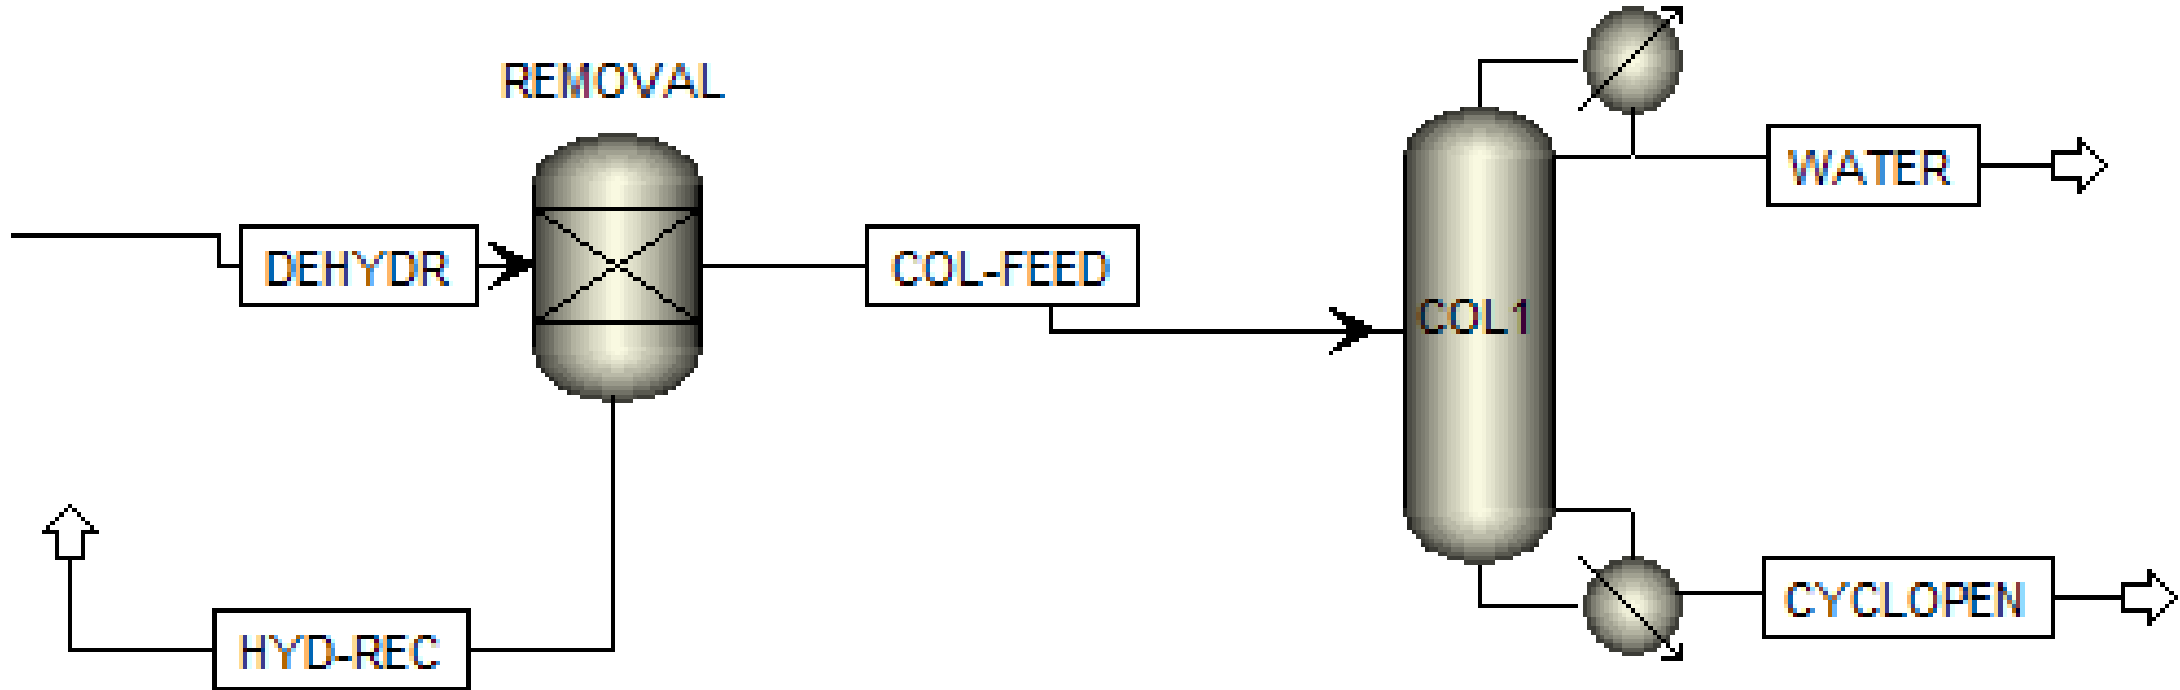 REMOVAL
WATER
DEHYDR
COL-FEED
COL1
CYCLOPEN
HYD-REC